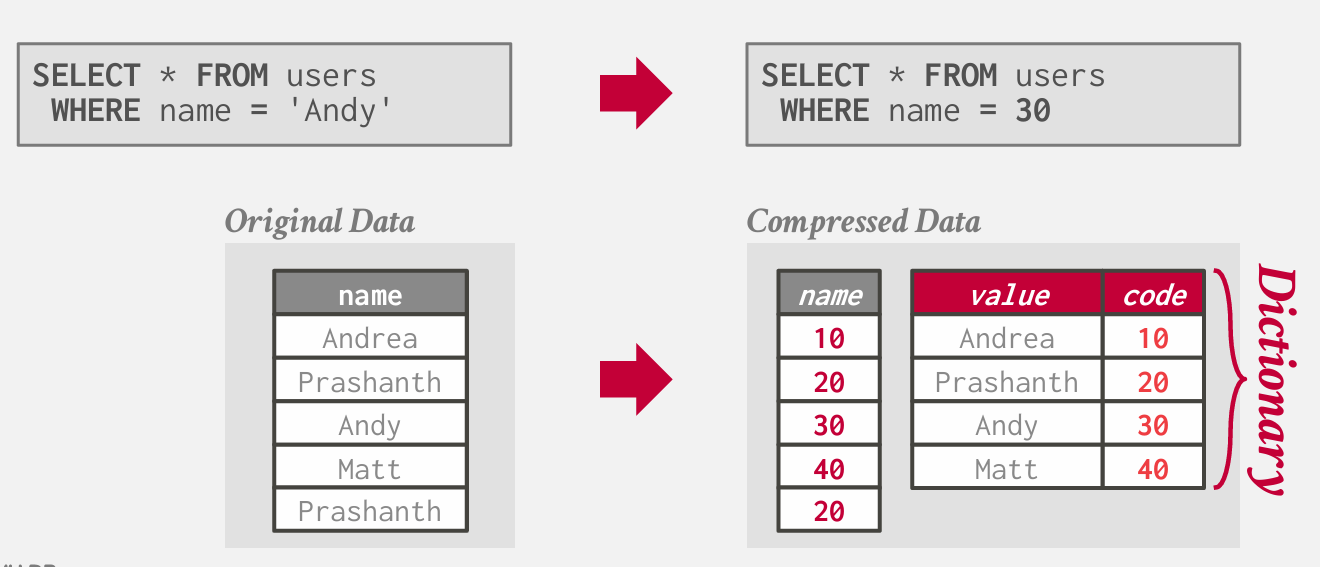 SELECT * FROM users
WHERE name = 'Andy'
SELECT * FROM users
WHERE name = 30
Original Data
name
Andrea
Prashanth
Andy
Matt
Prashanth
Compressed Data
name
10
20
30
40
20
value code
Andrea 10
Prashanth 20
Andy 30
Matt 40
Dictionary